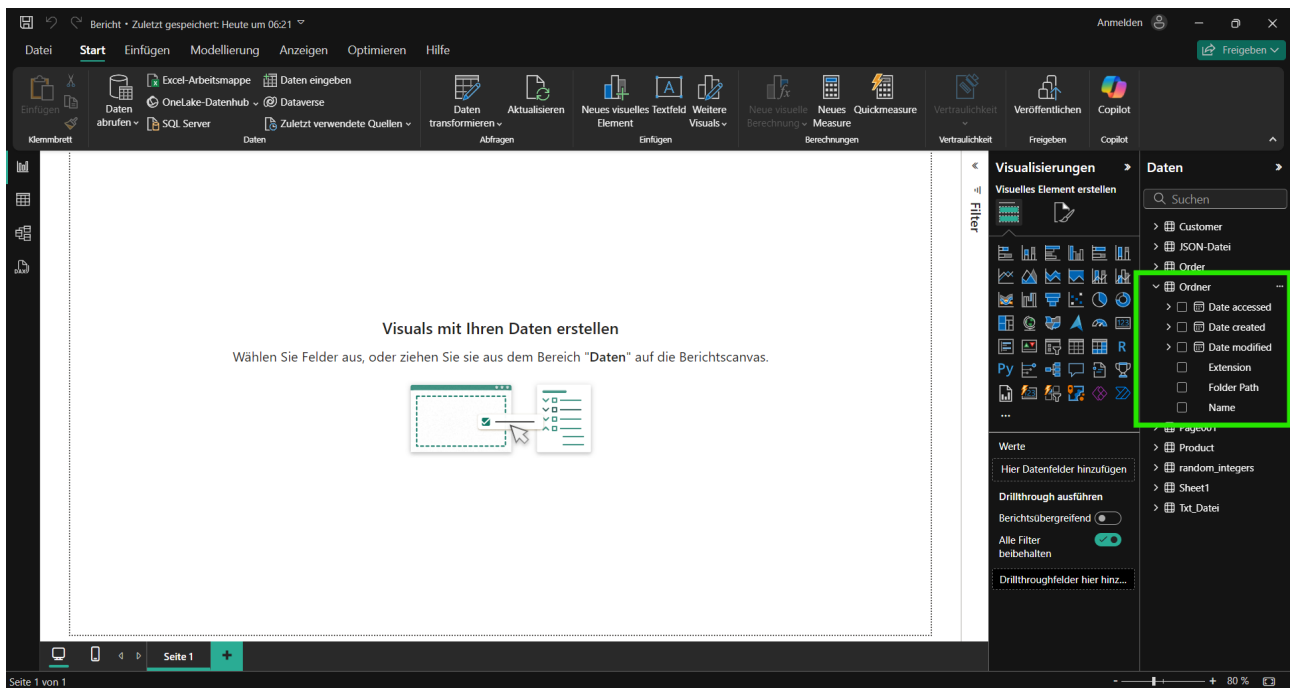 Bericht • Zuletzt gespeichert: Heute um 06:21
Anmelden
Datei Start Einfügen Modellierung Anzeigen Optimieren Hilfe
Freigeben
Einfügen
Klemmbrett
Daten abrufen
Excel-Arbeitsmappe
OneLake-Datenhub
SQL Server
Daten eingeben
Dataverse
Zuletzt verwendete Quellen
Daten
Daten transformieren
Aktualisieren
Abfragen
Neues visuelles Element
Textfeld
Weitere Visuals
Einfügen
Neue visuelle Berechnung
Neues Measure
Quickmeasure
Berechnungen
Vertraulichkeit
Vertraulichkeit
Veröffentlichen
Freigeben
Copilot
Copilot
DAX
Visuals mit Ihren Daten erstellen
Wählen Sie Felder aus, oder ziehen Sie sie aus dem Bereich "Daten" auf die Berichtscanvas.
Filter
Visualisierungen
Visuelles Element erstellen
123
R
Py
Werte
Hier Datenfelder hinzufügen
Drillthrough ausführen
Berichtsübergreifend
Alle Filter
beibehalten
Drillthroughfelder hier hinz...
Daten
Suchen
Customer
JSON-Datei
Order
Ordner
Date accessed
Date created
Date modified
Extension
Folder Path
Name
Page001
Product
random_integers
Sheet1
Txt_Datei
Seite 1
Seite 1 von 1
80 %